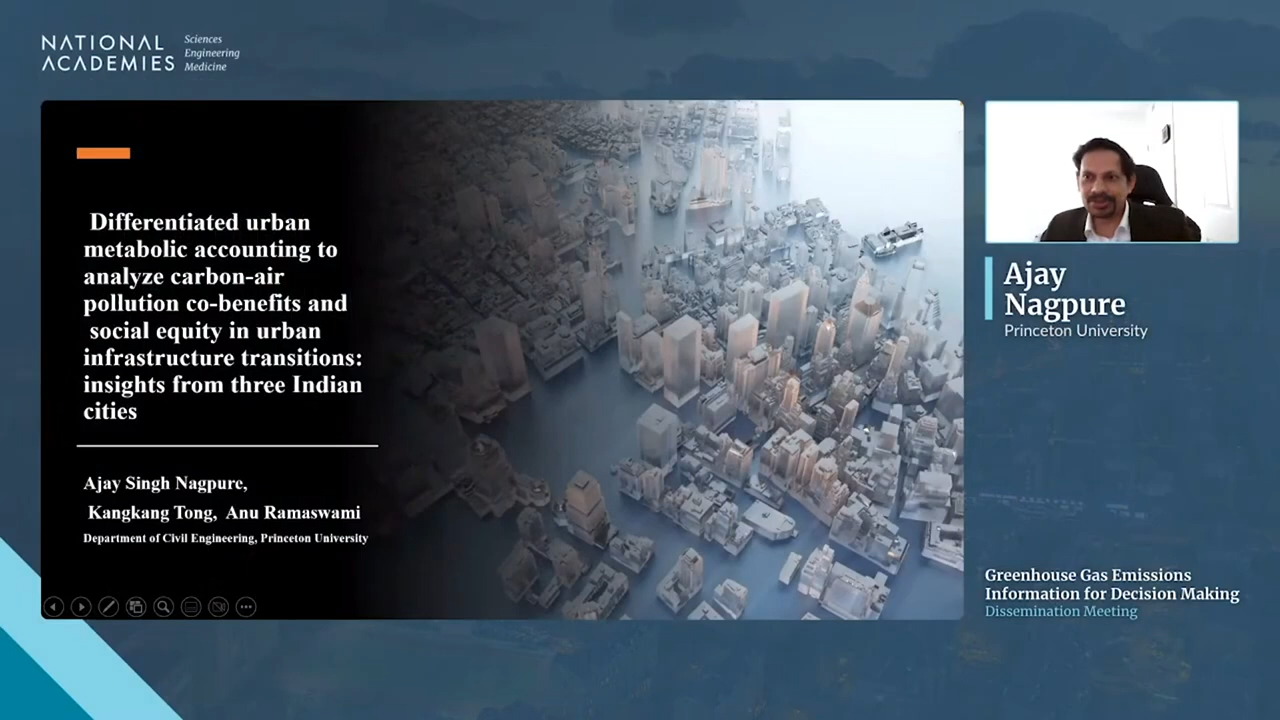 NATIONAL
ACADEMIES
Sciences
Engineering
Medicine
Differentiated urban
metabolic accounting to
analyze carbon-air
pollution co-benefits and
social equity in urban
infrastructure transitions:
insights from three Indian
cities
Ajay Singh Nagpure,
Kangkang Tong, Anu Ramaswami
Department of Civil Engineering, Princeton University
Ajay
Nagpure
Princeton University
Greenhouse Gas Emissions
Information for Decision Making
Dissemination Meeting